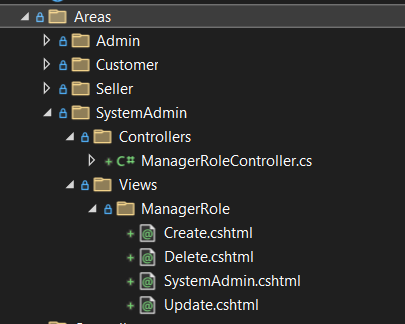 Areas
Admin
Customer
Seller
SystemAdmin
Controllers
C# ManagerRoleController.cs
Views
ManagerRole
Create.cshtml
Delete.cshtml
SystemAdmin.cshtml
Update.cshtml